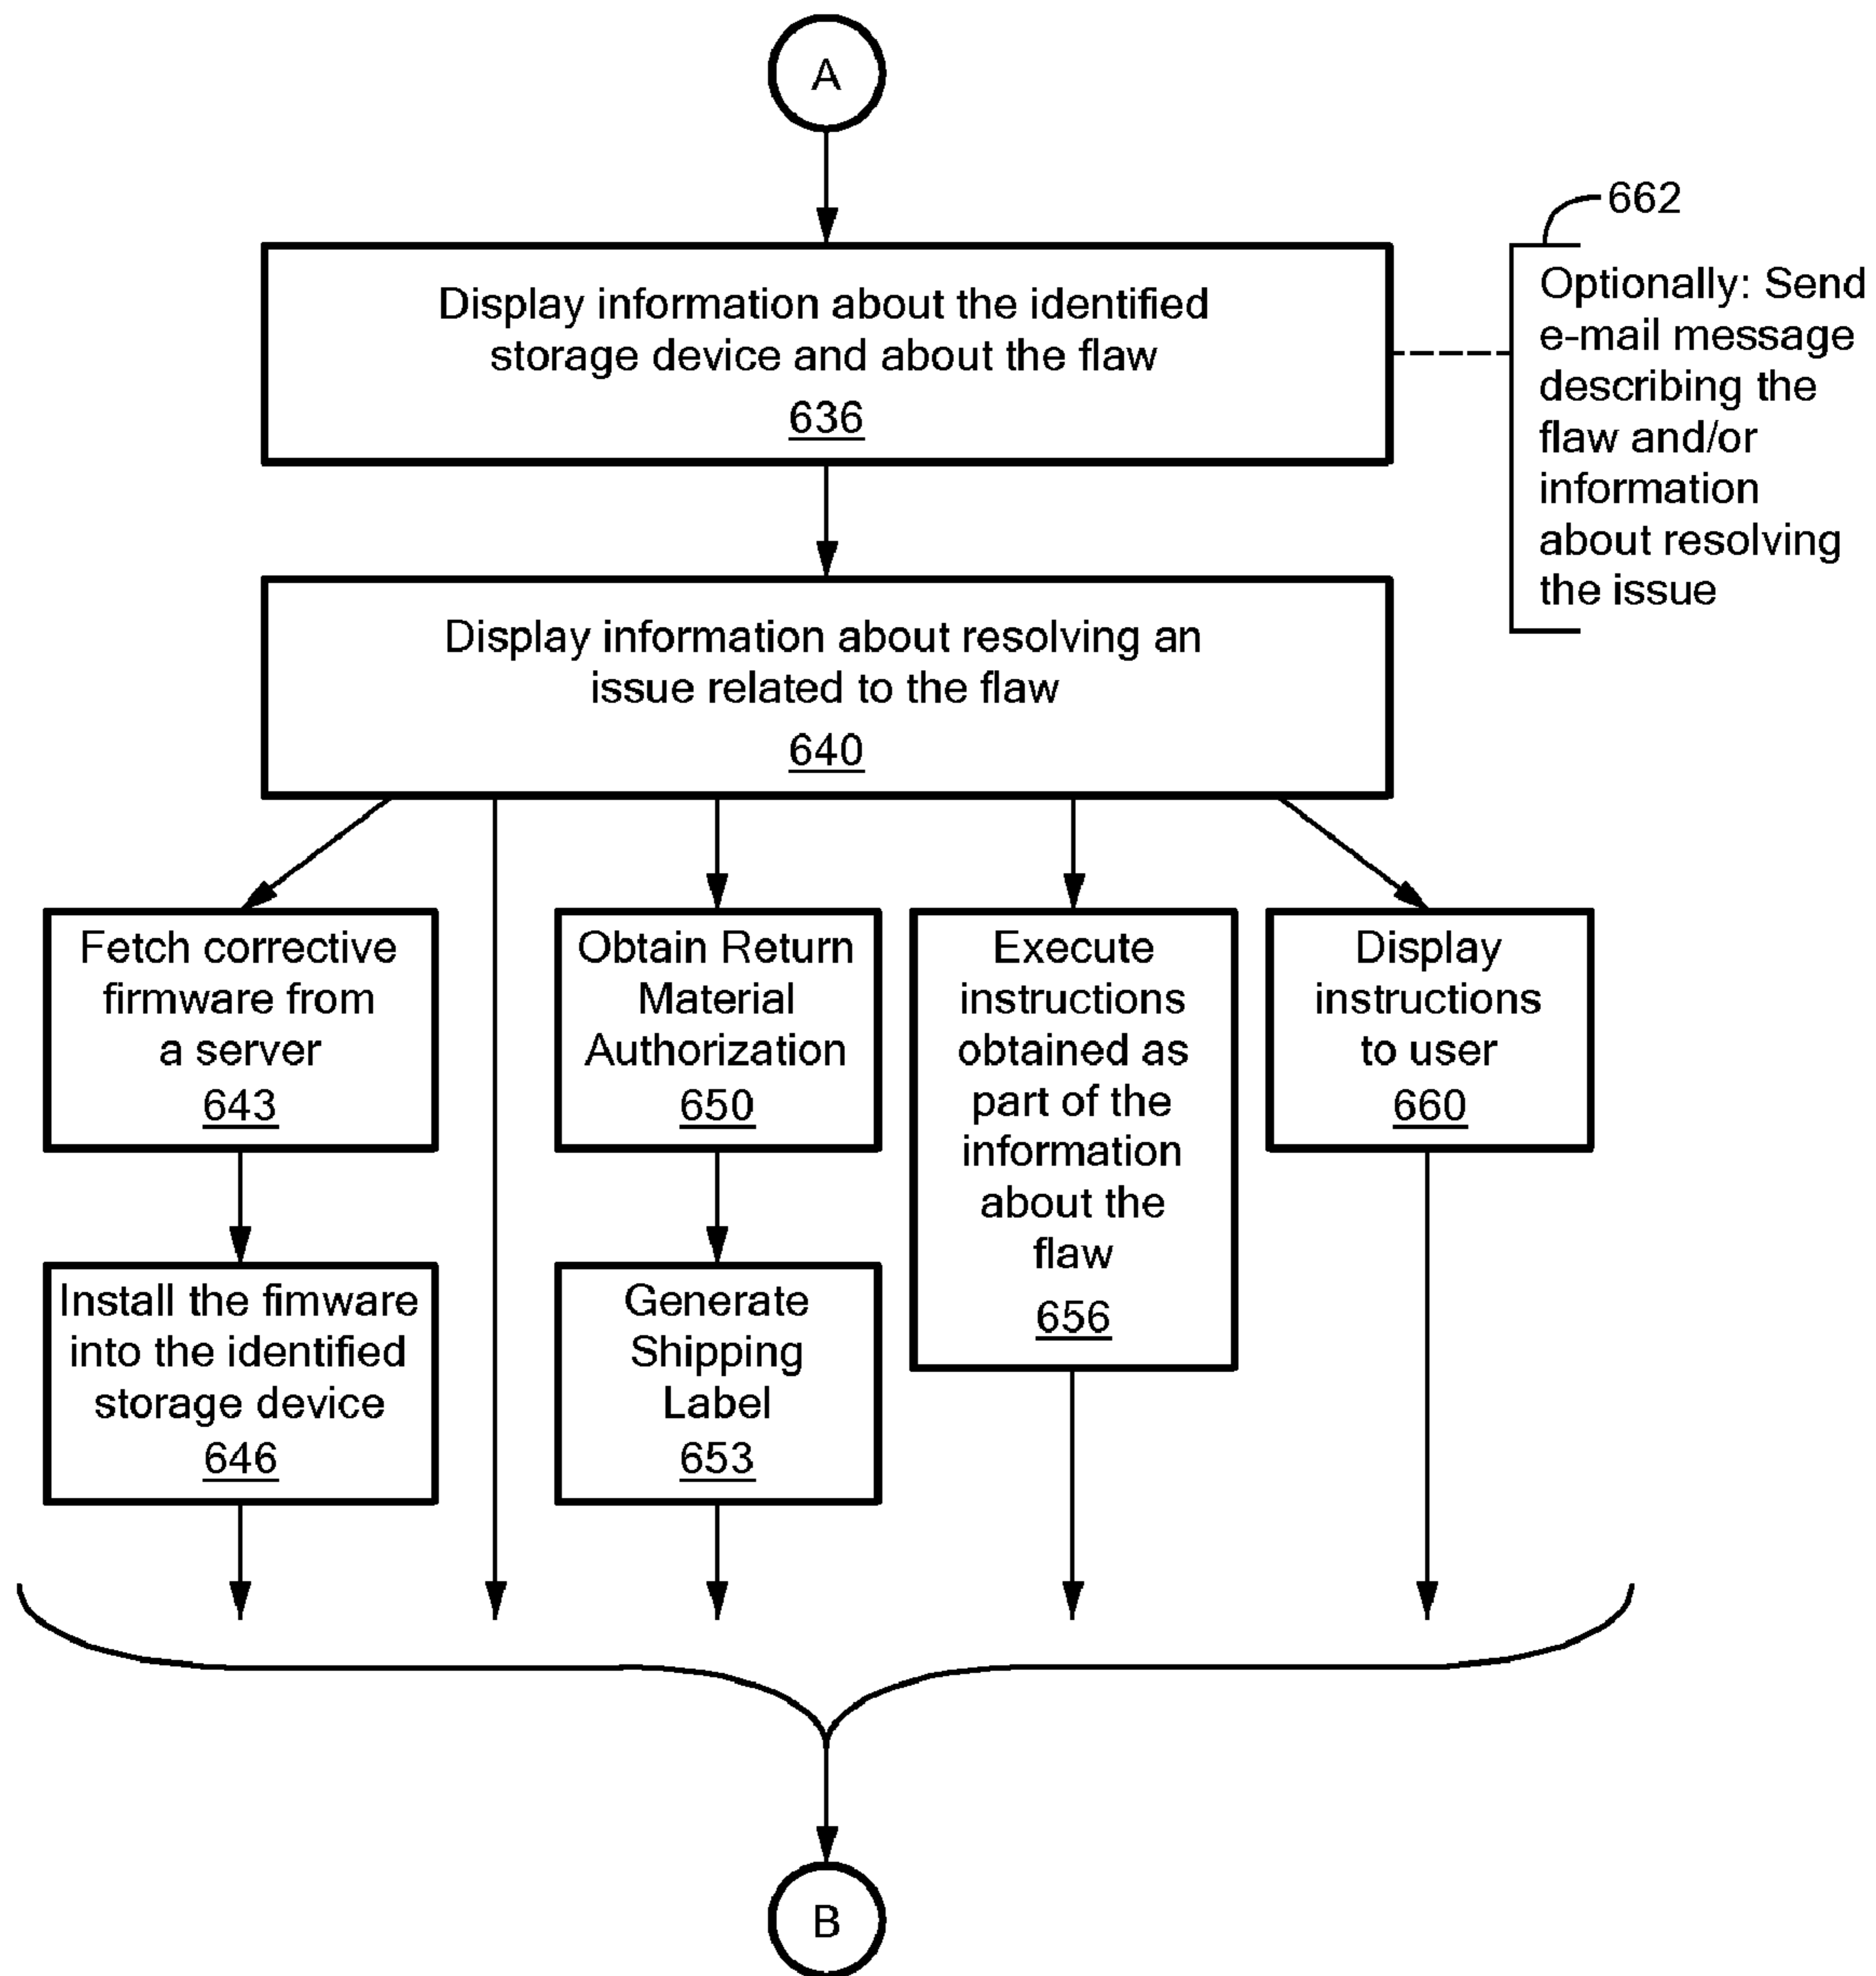 A
662
Display information about the identified
storage device and about the flaw
636
Optionally: Send
e-mail message
describing the
flaw and/or
information
about resolving
the issue
Display information about resolving an
issue related to the flaw
640
Fetch corrective
firmware from
a server
643
Obtain Return
Material
Authorization
650
Execute
instructions
obtained as
part of the
information
about the
flaw
656
Display
instructions
to user
660
Install the fimware
into the identified
storage device
646
Generate
Shipping
Label
653
B